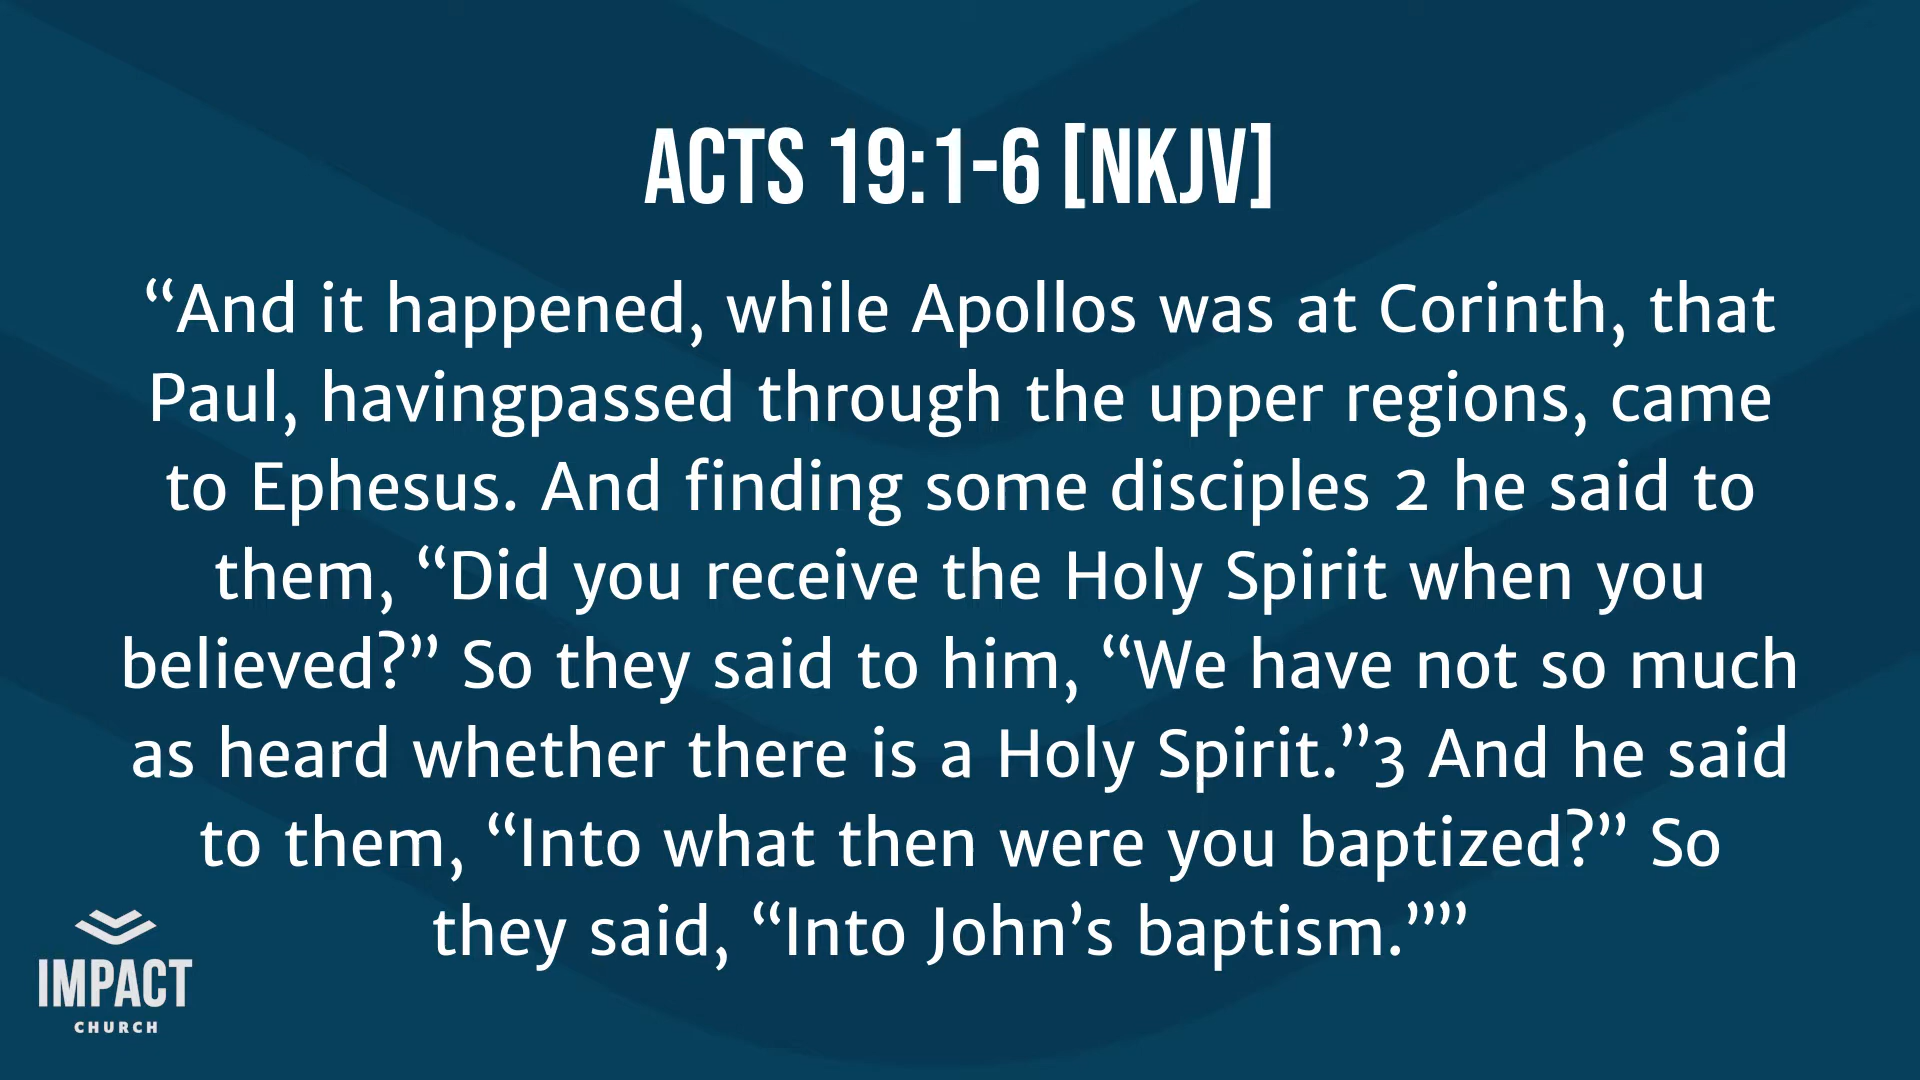 ACTS 19:1-6 [NKJV]
“And it happened, while Apollos was at Corinth, that
Paul, havingpassed through the upper regions, came
to Ephesus. And finding some disciples 2 he said to
them, “Did you receive the Holy Spirit when you
believed?” So they said to him, “We have not so much
as heard whether there is a Holy Spirit.”3 And he said
to them, “Into what then were you baptized?” So
they said, “Into John’s baptism.”””
IMPACT
CHURCH